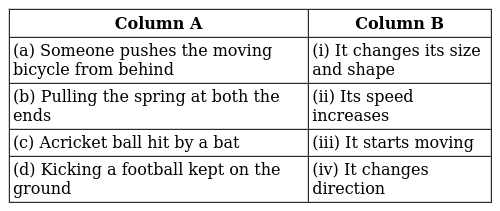 Column A
Column B
(a) Someone pushes the moving
bicycle from behind
(i) It changes its size
and shape
(b) Pulling the spring at both the
ends
(ii) Its speed
increases
(c) Acricket ball hit by a bat
(iii) It starts moving
(d) Kicking a football kept on the
ground
(iv) It changes
direction